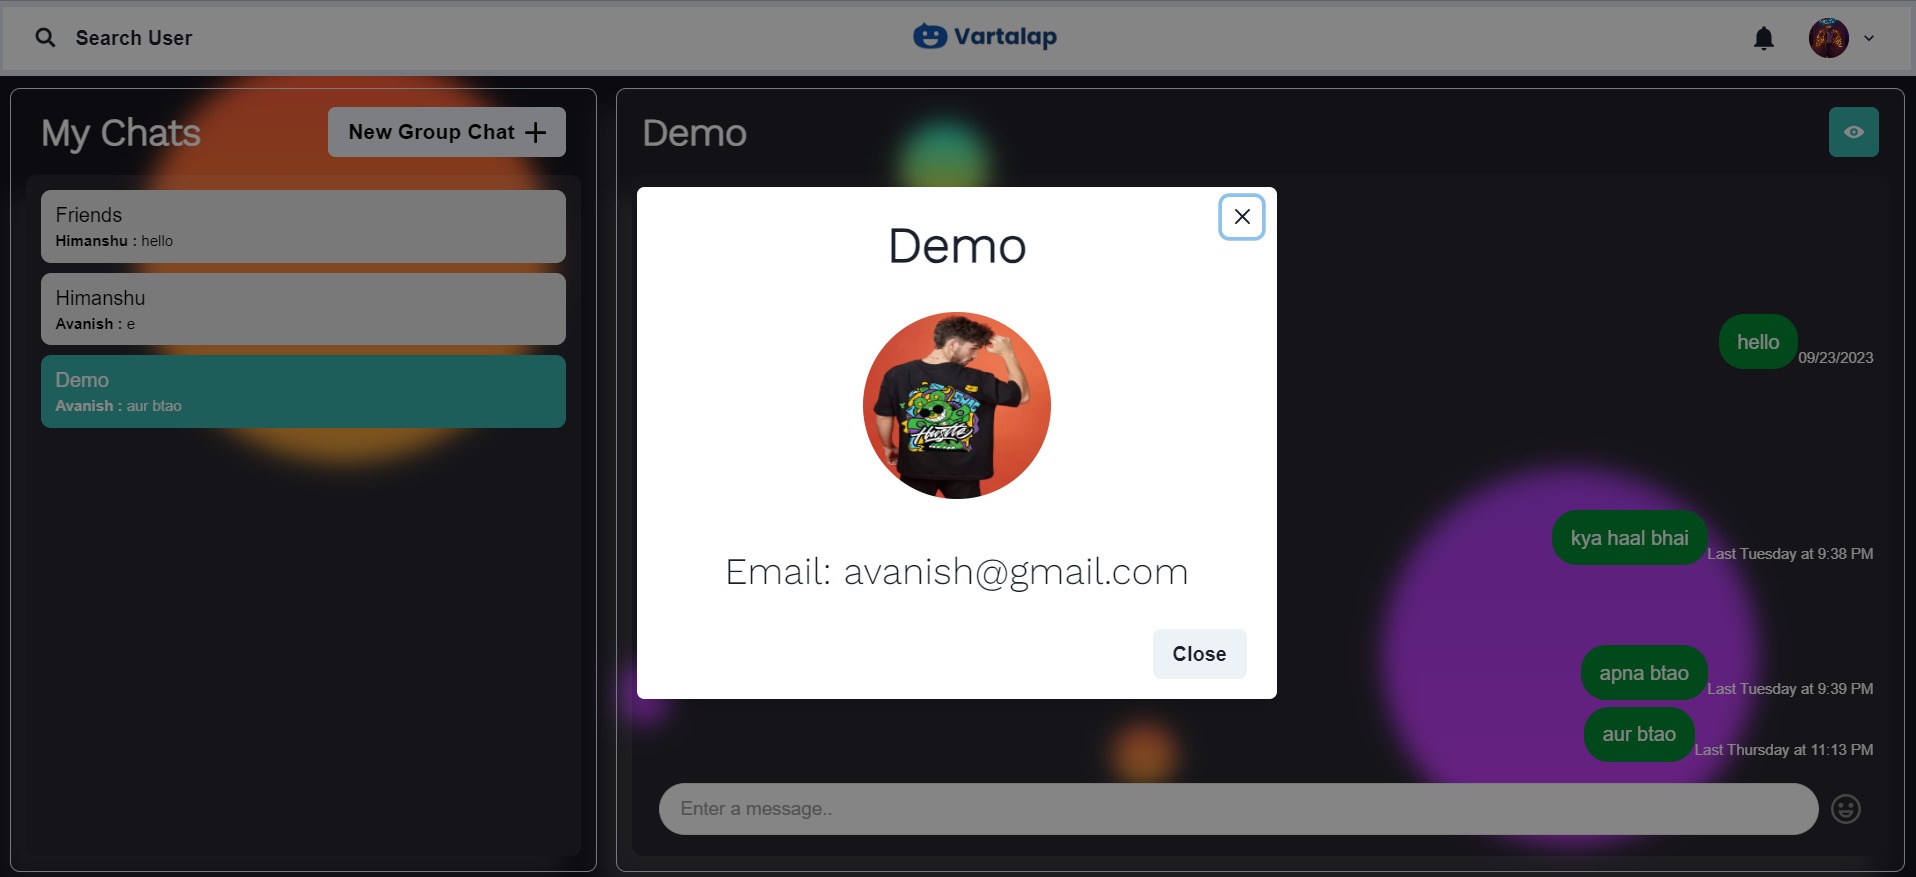 Search User
Vartalap
My Chats
New Group Chat +
Friends
Himanshu : hello
Himanshu
Avanish : e
Demo
Avanish : aur btao
Demo
hello
09/23/2023
kya haal bhai
Last Tuesday at 9:38 PM
apna btao
Last Tuesday at 9:39 PM
aur btao
Last Thursday at 11:13 PM
Enter a message..
Demo
Hustle
Email: avanish@gmail.com
Close